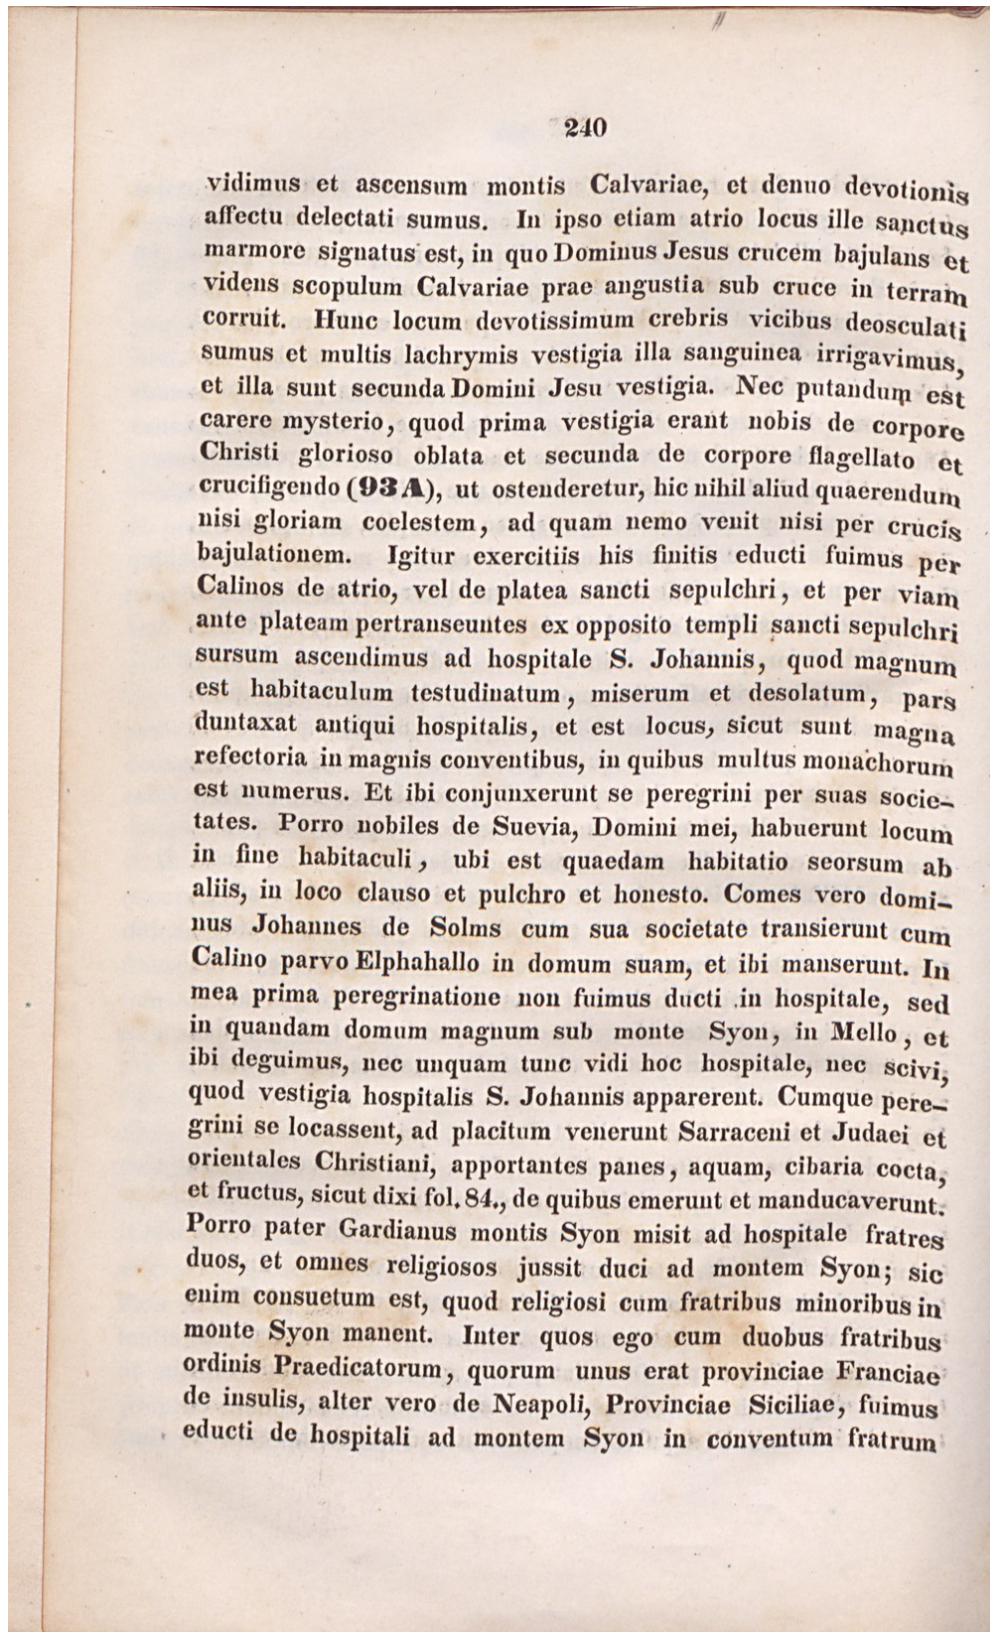 240
vidimus et ascensum montis Calvariae, et denuo devotionis
affectu delectati sumus. In ipso etiam atrio locus ille sanctus
marmore signatus est, in quo Dominus Jesus crucem bajulans et
videns scopulum Calvariae prae angustia sub cruce in terram
corruit. Hunc locum devotissimum crebris vicibus deosculati
sumus et multis lachrymis vestigia illa sanguinea irrigavimus,
et illa sunt secunda Domini Jesu vestigia. Nec putandum est
carere mysterio, quod prima vestigia erant nobis de corpore
Christi glorioso oblata et secunda de corpore flagellato et
crucifigendo (93 A), ut ostenderetur, hic nihil aliud quaerendum
nisi gloriam coelestem, ad quam nemo venit nisi per crucis
bajulationem. Igitur exercitiis his finitis educti fuimus per
Calinos de atrio, vel de platea sancti sepulchri, et per viam
ante plateam pertranseuntes ex opposito templi sancti sepulchri
sursum ascendimus ad hospitale S. Johannis, quod magnum
est habitaculum testudinatum, miserum et desolatum, pars
duntaxat antiqui hospitalis, et est locus, sicut sunt magna
refectoria in magnis conventibus, in quibus multus monachorum
est numerus. Et ibi conjunxerunt se peregrini per suas socie-
tates. Porro nobiles de Suevia, Domini mei, habuerunt locum
in fine habitaculi, ubi est quaedam habitatio seorsum ab
aliis, in loco clauso et pulchro et honesto. Comes vero domi-
nus Johannes de Solms cum sua societate transierunt cum
Calino parvo Elphahallo in domum suam, et ibi manserunt. In
mea prima peregrinatione non fuimus ducti in hospitale, sed
in quandam domum magnum sub monte Syon, in Mello, et
ibi deguimus, nec unquam tunc vidi hoc hospitale, nec scivi,
quod vestigia hospitalis S. Johannis apparerent. Cumque pere-
grini se locassent, ad placitum venerunt Sarraceni et Judaei et
orientales Christiani, apportantes panes, aquam, cibaria cocta,
et fructus, sicut dixi fol. 84., de quibus emerunt et manducaverunt.
Porro pater Gardianus montis Syon misit ad hospitale fratres
duos, et omnes religiosos jussit duci ad montem Syon; sic
enim consuetum est, quod religiosi cum fratribus minoribus in
monte Syon manent. Inter quos ego cum duobus fratribus
ordinis Praedicatorum, quorum unus erat provinciae Franciae
de insulis, alter vero de Neapoli, Provinciae Siciliae, fuimus
educti de hospitali ad montem Syon in conventum fratrum